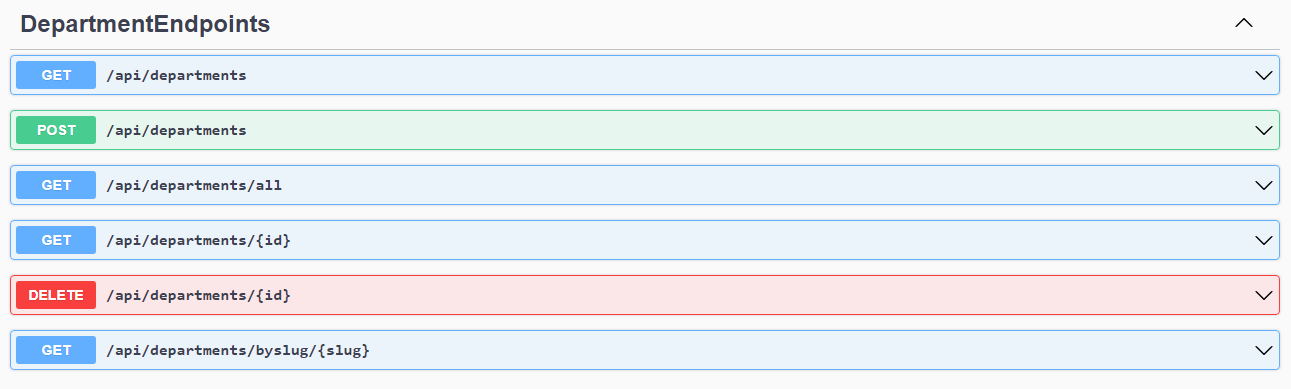 DepartmentEndpoints
GET /api/departments
POST /api/departments
GET /api/departments/all
GET /api/departments/{id}
DELETE /api/departments/{id}
GET /api/departments/byslug/{slug}